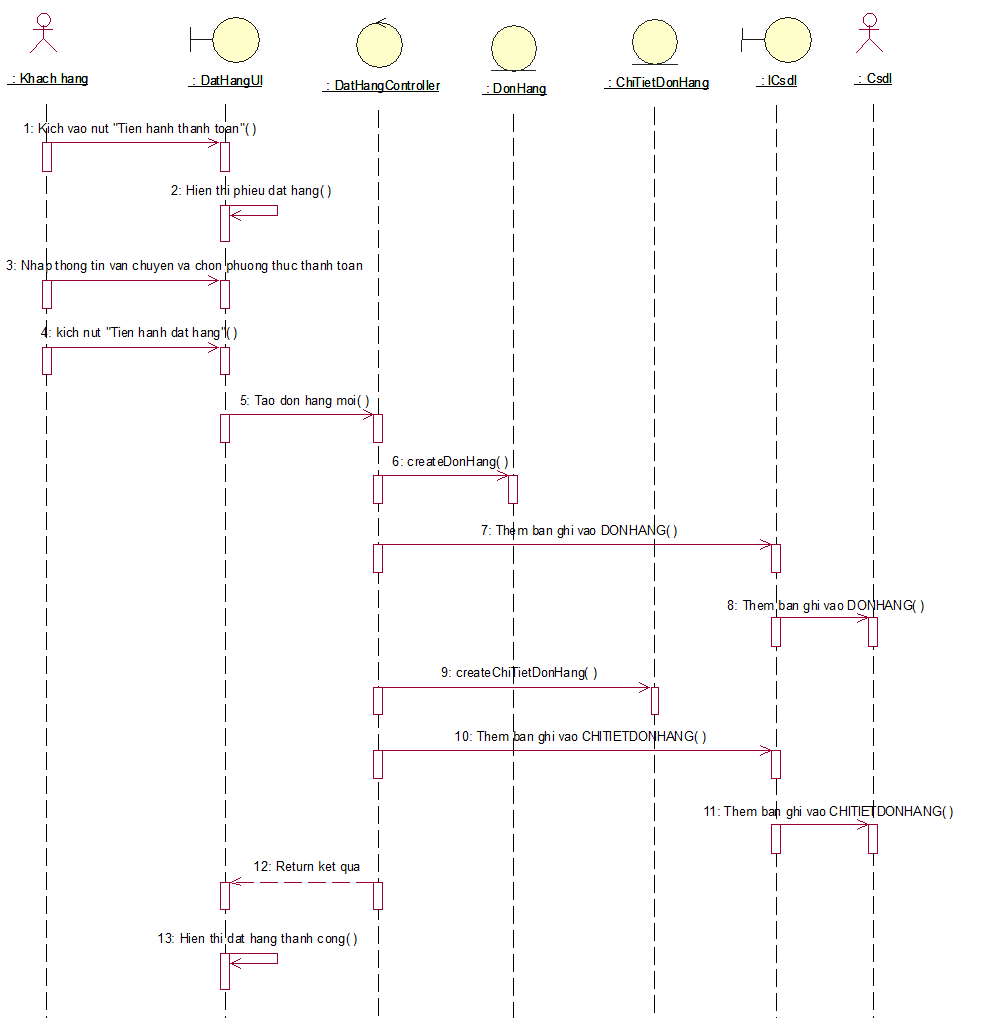 : Khach hang
: DatHangUI
: DatHangController
: DonHang
: ChiTietDonHang
: ICsdl
: Csdl
1: Kich vao nut "Tien hanh thanh toan"( )
2: Hien thi phieu dat hang( )
3: Nhap thong tin van chuyen va chon phuong thuc thanh toan
4: kich nut "Tien hanh dat hang"( )
5: Tao don hang moi( )
6: createDonHang( )
7: Them ban ghi vao DONHANG( )
8: Them ban ghi vao DONHANG( )
9: createChiTietDonHang( )
10: Them ban ghi vao CHITIETDONHANG( )
11: Them ban ghi vao CHITIETDONHANG( )
12: Return ket qua
13: Hien thi dat hang thanh cong( )